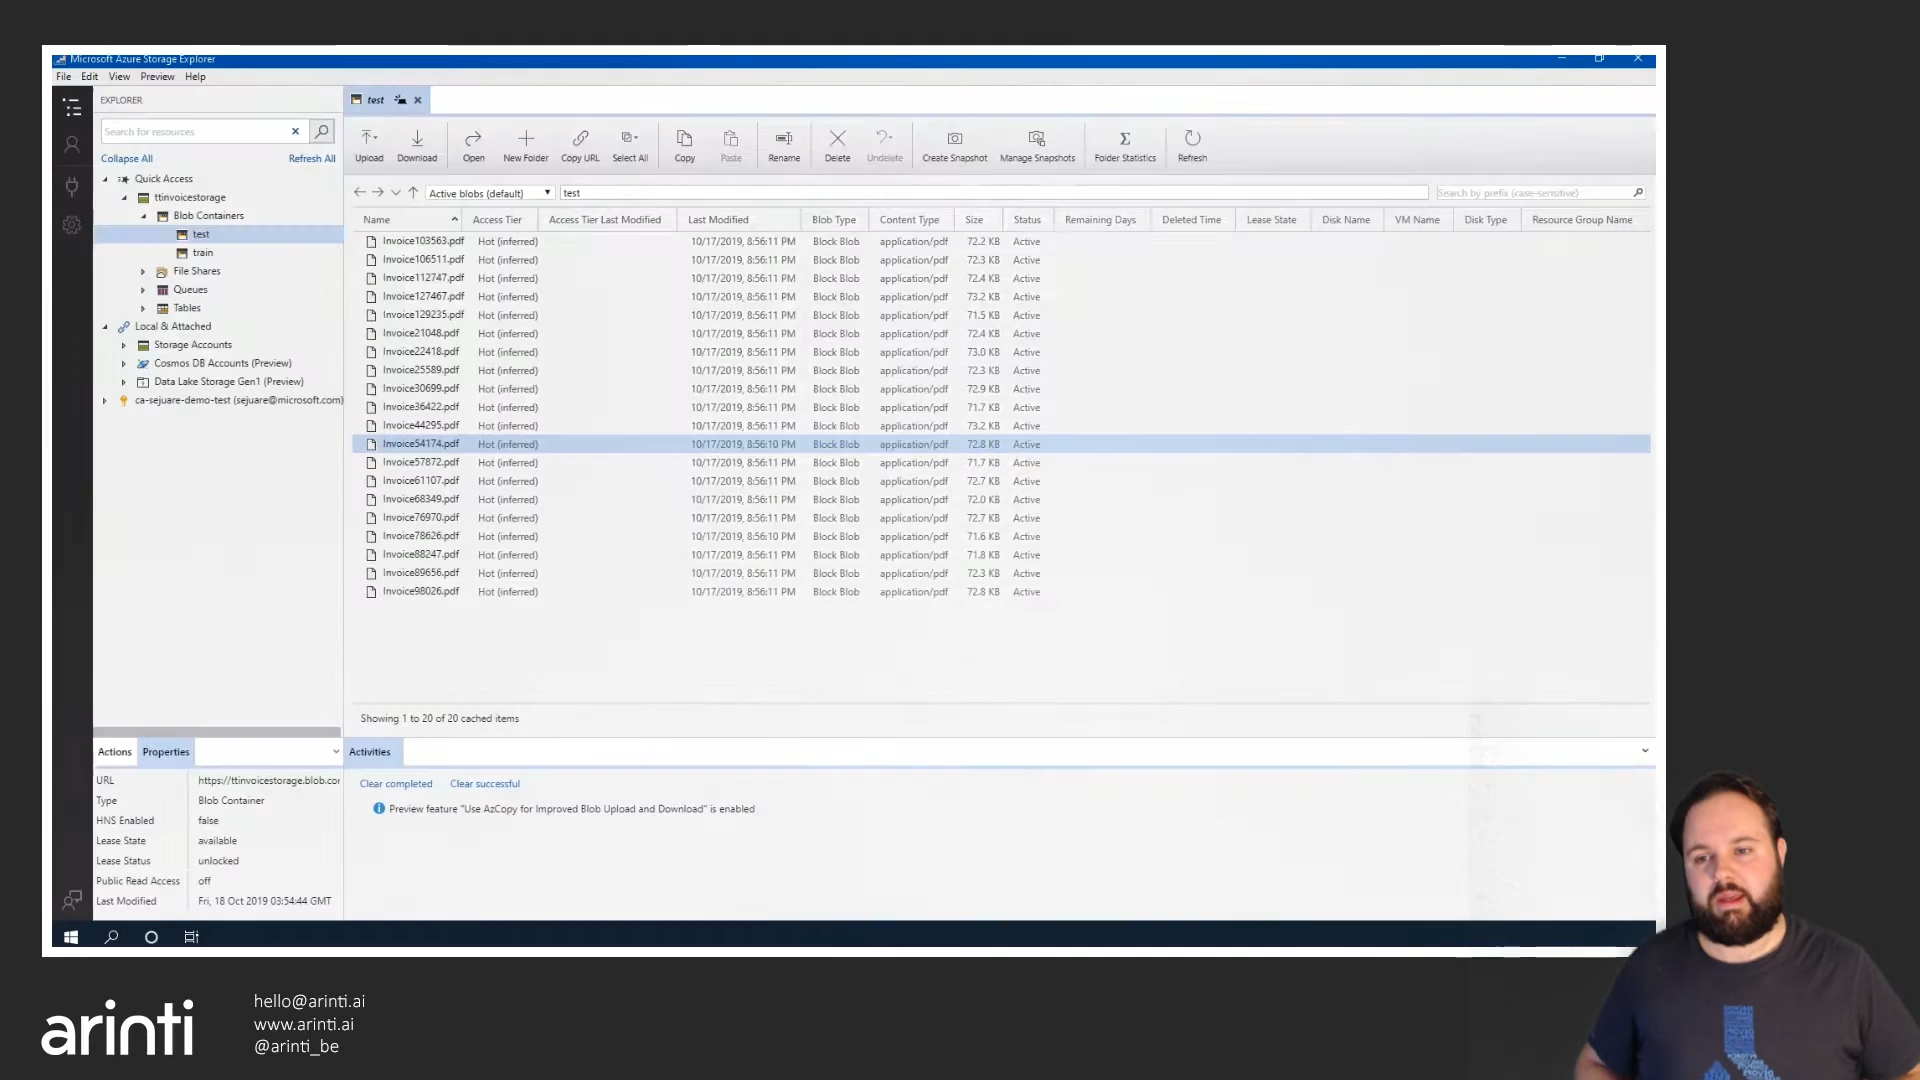 Microsoft Azure Storage Explorer
File Edit View Preview Help
EXPLORER
Search for resources
Collapse All Refresh All
Quick Access
ttinvoicestorage
Blob Containers
test
train
File Shares
Queues
Tables
Local & Attached
Storage Accounts
Cosmos DB Accounts (Preview)
Data Lake Storage Gen1 (Preview)
ca-sejuare-demo-test (sejuare@microsoft.com)
test
Upload Download Open New Folder Copy URL Select All Copy Paste Rename Delete Undelete Create Snapshot Manage Snapshots Folder Statistics Refresh
Active blobs (default) test Search by prefix (case-sensitive)
Name Access Tier Access Tier Last Modified Last Modified Blob Type Content Type Size Status Remaining Days Deleted Time Lease State Disk Name VM Name Disk Type Resource Group Name
Invoice103563.pdf Hot (inferred) 10/17/2019, 8:56:11 PM Block Blob application/pdf 72.2 KB Active
Invoice106511.pdf Hot (inferred) 10/17/2019, 8:56:11 PM Block Blob application/pdf 72.3 KB Active
Invoice112747.pdf Hot (inferred) 10/17/2019, 8:56:11 PM Block Blob application/pdf 72.4 KB Active
Invoice127467.pdf Hot (inferred) 10/17/2019, 8:56:11 PM Block Blob application/pdf 73.2 KB Active
Invoice129235.pdf Hot (inferred) 10/17/2019, 8:56:11 PM Block Blob application/pdf 71.5 KB Active
Invoice21048.pdf Hot (inferred) 10/17/2019, 8:56:11 PM Block Blob application/pdf 72.4 KB Active
Invoice22418.pdf Hot (inferred) 10/17/2019, 8:56:11 PM Block Blob application/pdf 73.0 KB Active
Invoice25589.pdf Hot (inferred) 10/17/2019, 8:56:11 PM Block Blob application/pdf 72.3 KB Active
Invoice30699.pdf Hot (inferred) 10/17/2019, 8:56:11 PM Block Blob application/pdf 72.9 KB Active
Invoice36422.pdf Hot (inferred) 10/17/2019, 8:56:11 PM Block Blob application/pdf 71.7 KB Active
Invoice44295.pdf Hot (inferred) 10/17/2019, 8:56:11 PM Block Blob application/pdf 73.2 KB Active
Invoice54174.pdf Hot (inferred) 10/17/2019, 8:56:10 PM Block Blob application/pdf 72.8 KB Active
Invoice57872.pdf Hot (inferred) 10/17/2019, 8:56:11 PM Block Blob application/pdf 71.7 KB Active
Invoice61107.pdf Hot (inferred) 10/17/2019, 8:56:11 PM Block Blob application/pdf 72.7 KB Active
Invoice68349.pdf Hot (inferred) 10/17/2019, 8:56:11 PM Block Blob application/pdf 72.0 KB Active
Invoice76970.pdf Hot (inferred) 10/17/2019, 8:56:11 PM Block Blob application/pdf 72.7 KB Active
Invoice78626.pdf Hot (inferred) 10/17/2019, 8:56:10 PM Block Blob application/pdf 71.6 KB Active
Invoice88247.pdf Hot (inferred) 10/17/2019, 8:56:11 PM Block Blob application/pdf 71.8 KB Active
Invoice89656.pdf Hot (inferred) 10/17/2019, 8:56:11 PM Block Blob application/pdf 72.3 KB Active
Invoice98026.pdf Hot (inferred) 10/17/2019, 8:56:11 PM Block Blob application/pdf 72.8 KB Active
Showing 1 to 20 of 20 cached items
Actions Properties
URL https://ttinvoicestorage.blob.cor
Type Blob Container
HNS Enabled false
Lease State available
Lease Status unlocked
Public Read Access off
Last Modified Fri, 18 Oct 2019 03:54:44 GMT
Activities
Clear completed Clear successful
Preview feature "Use AzCopy for Improved Blob Upload and Download" is enabled
arinti
hello@arinti.ai
www.arinti.ai
@arinti_be